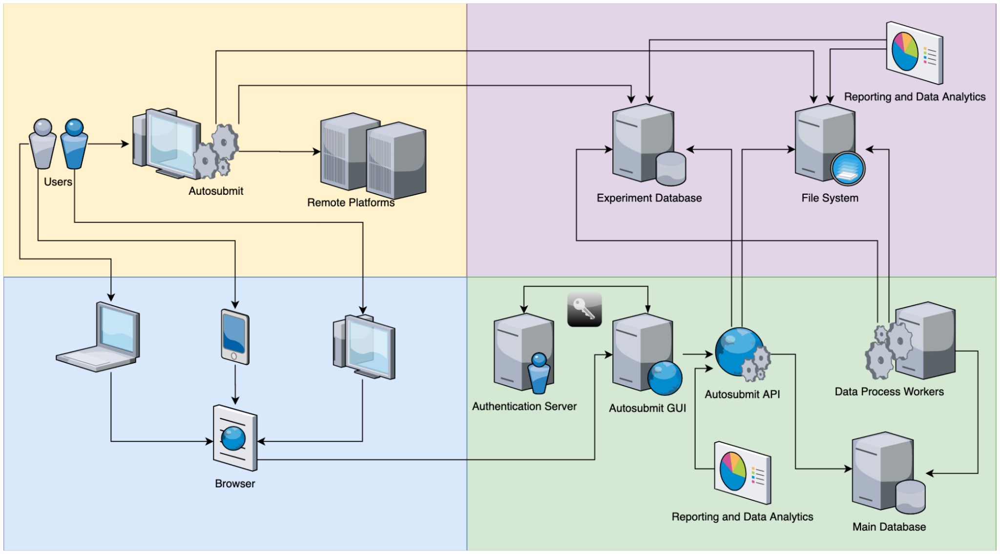 Reporting and Data Analytics
Users
Autosubmit
Remote Platforms
Experiment Database
File System
Authentication Server
Autosubmit GUI
Autosubmit API
Data Process Workers
Browser
Reporting and Data Analytics
Main Database